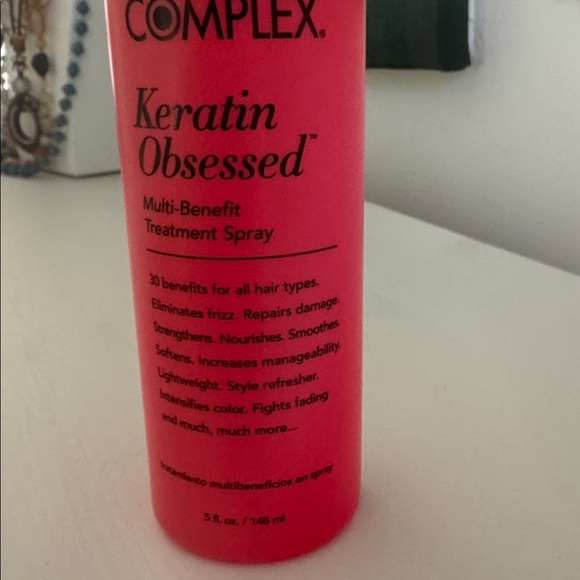 COMPLEX®
Keratin
Obsessed™
Multi-Benefit
Treatment Spray
30 benefits for all hair types.
Eliminates frizz. Repairs damage.
Strengthens. Nourishes. Smoothes.
Softens. Increases manageability.
Lightweight. Style refresher.
Intensifies color. Fights fading
and much, much more...
tratamiento multibeneficios en spray
5 fl. oz. / 148 ml